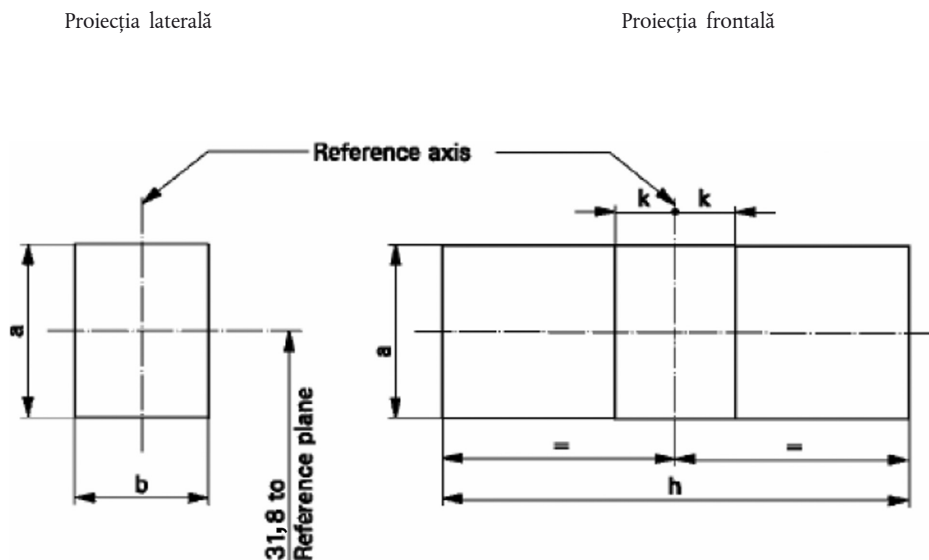 Proiecția laterală
Proiecția frontală
Reference axis
k k
a
a
= =
b
h
31,8 to
Reference plane